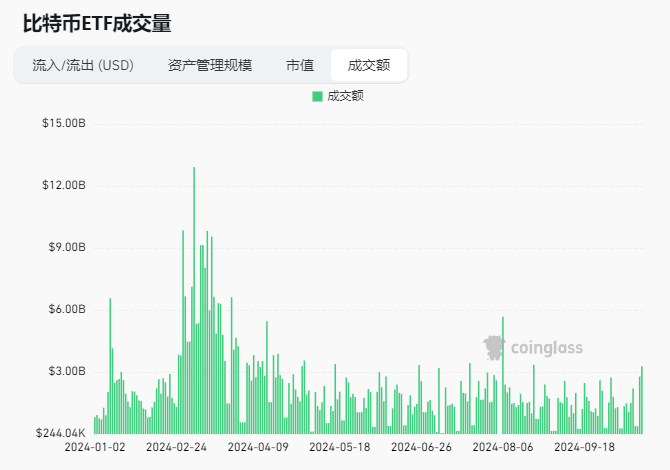 比特币ETF成交量
流入/流出 (USD) 资产管理规模 市值 成交额
成交额
$15.00B
$12.00B
$9.00B
$6.00B
$3.00B
$244.04K
coinglass
2024-01-02 2024-02-24 2024-04-09 2024-05-18 2024-06-26 2024-08-06 2024-09-18